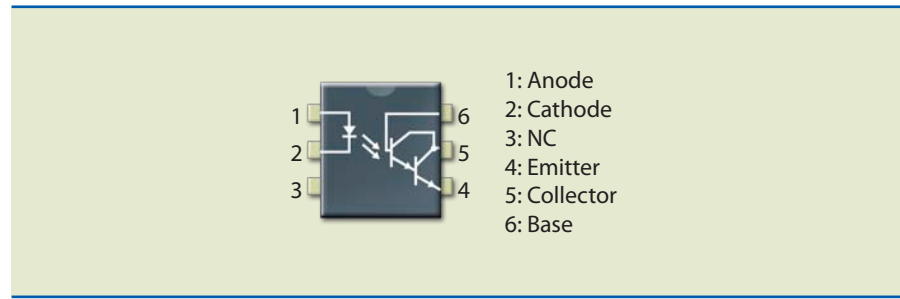 1
2
3
6
5
4
1: Anode
2: Cathode
3: NC
4: Emitter
5: Collector
6: Base